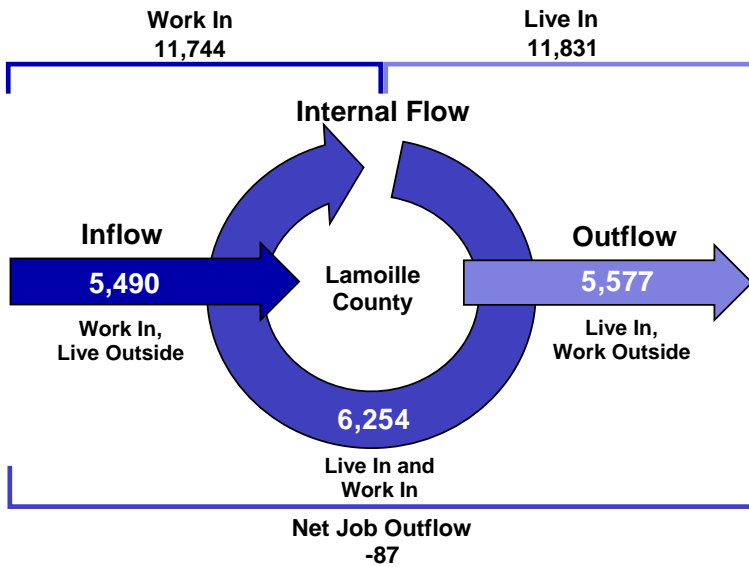 Work In
11,744
Live In
11,831
Internal Flow
Inflow
5,490
Work In,
Live Outside
Lamoille
County
Outflow
5,577
Live In,
Work Outside
6,254
Live In and
Work In
Net Job Outflow
-87